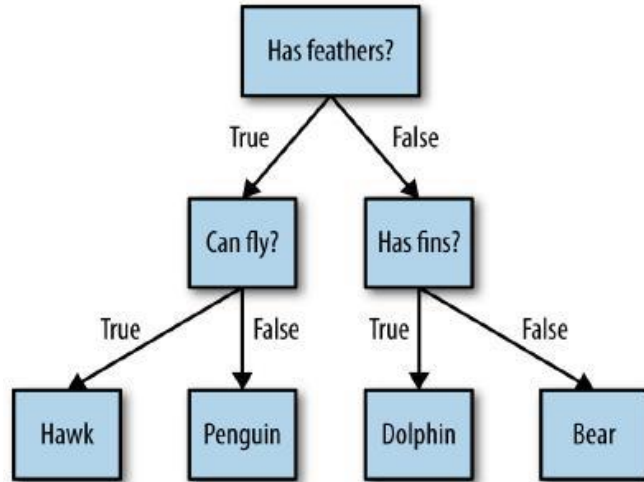 Has feathers?
True
False
Can fly?
Has fins?
True
False
True
False
Hawk
Penguin
Dolphin
Bear